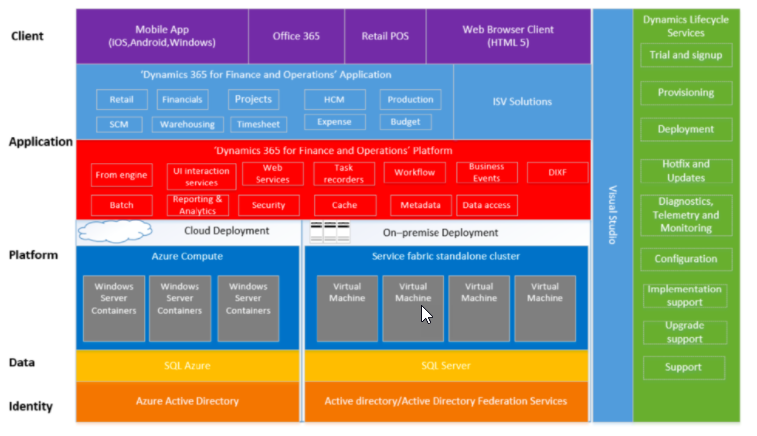 Client
Mobile App
(IOS,Android,Windows)
Office 365
Retail POS
Web Browser Client
(HTML 5)
Application
'Dynamics 365 for Finance and Operations' Application
Retail
Financials
Projects
HCM
Production
SCM
Warehousing
Timesheet
Expense
Budget
ISV Solutions
'Dynamics 365 for Finance and Operations' Platform
From engine
UI interaction
services
Web
Services
Task
recorders
Workflow
Business
Events
DIXF
Batch
Reporting &
Analytics
Security
Cache
Metadata
Data access
Platform
Cloud Deployment
Azure Compute
Windows
Server
Containers
Windows
Server
Containers
Windows
Server
Containers
On–premise Deployment
Service fabric standalone cluster
Virtual
Machine
Virtual
Machine
Virtual
Machine
Virtual
Machine
Data
SQL Azure
SQL Server
Identity
Azure Active Directory
Active directory/Active Directory Federation Services
Visual Studio
Dynamics Lifecycle
Services
Trial and signup
Provisioning
Deployment
Hotfix and
Updates
Diagnostics,
Telemetry and
Monitoring
Configuration
Implementation
support
Upgrade
support
Support